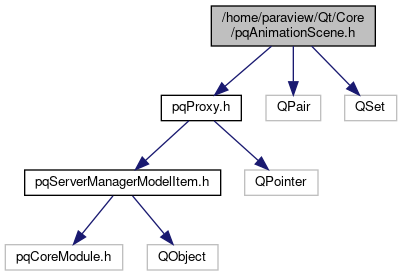 /home/paraview/Qt/Core
/pqAnimationScene.h
pqProxy.h
QPair
QSet
pqServerManagerModelItem.h
QPointer
pqCoreModule.h
QObject